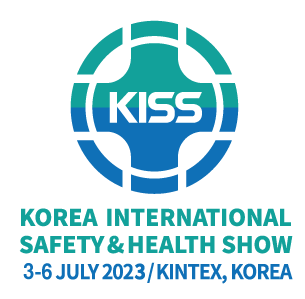 KISS
KOREA INTERNATIONAL
SAFETY & HEALTH SHOW
3-6 JULY 2023 / KINTEX, KOREA